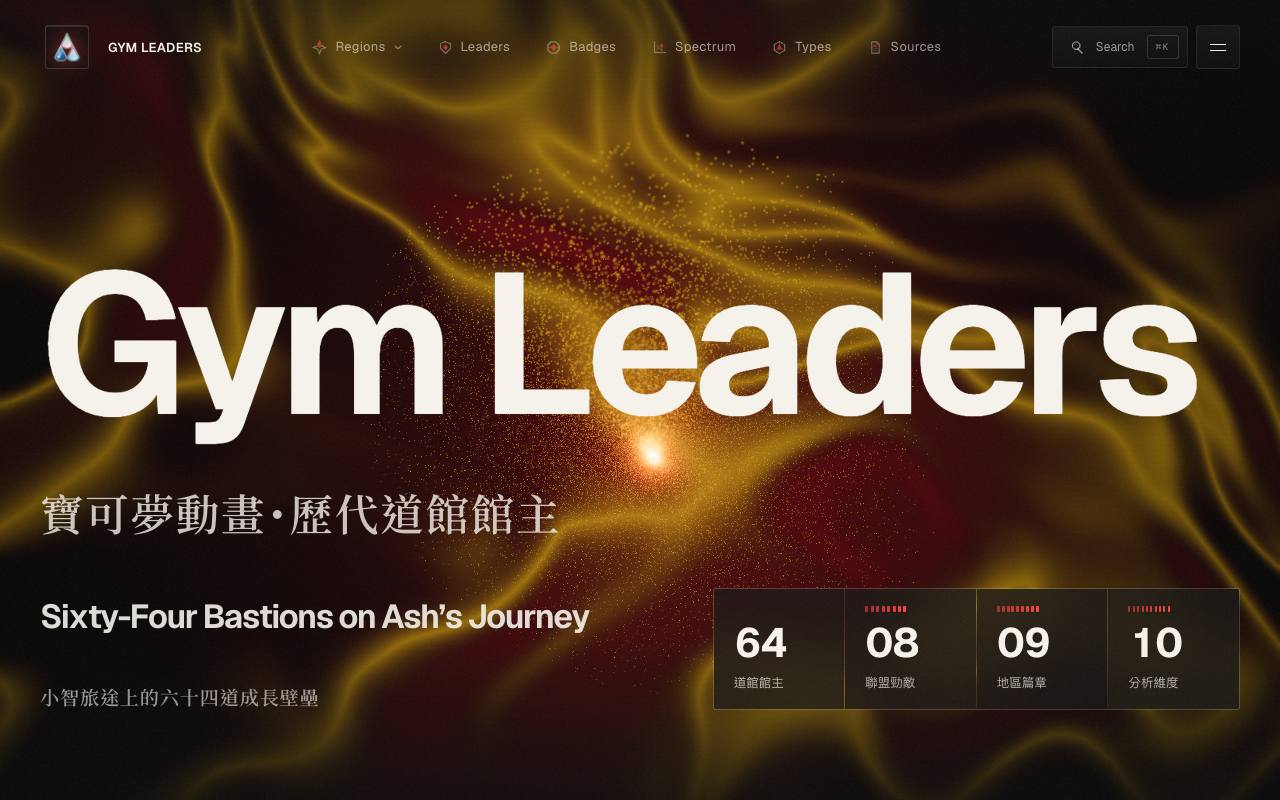 GYM LEADERS
Regions
Leaders
Badges
Spectrum
Types
Sources
Search
⌘K
Gym Leaders
寶可夢動畫·歷代道館館主
Sixty-Four Bastions on Ash’s Journey
小智旅途上的六十四道成長壁壘
64
道館館主
08
聯盟勁敵
09
地區篇章
10
分析維度